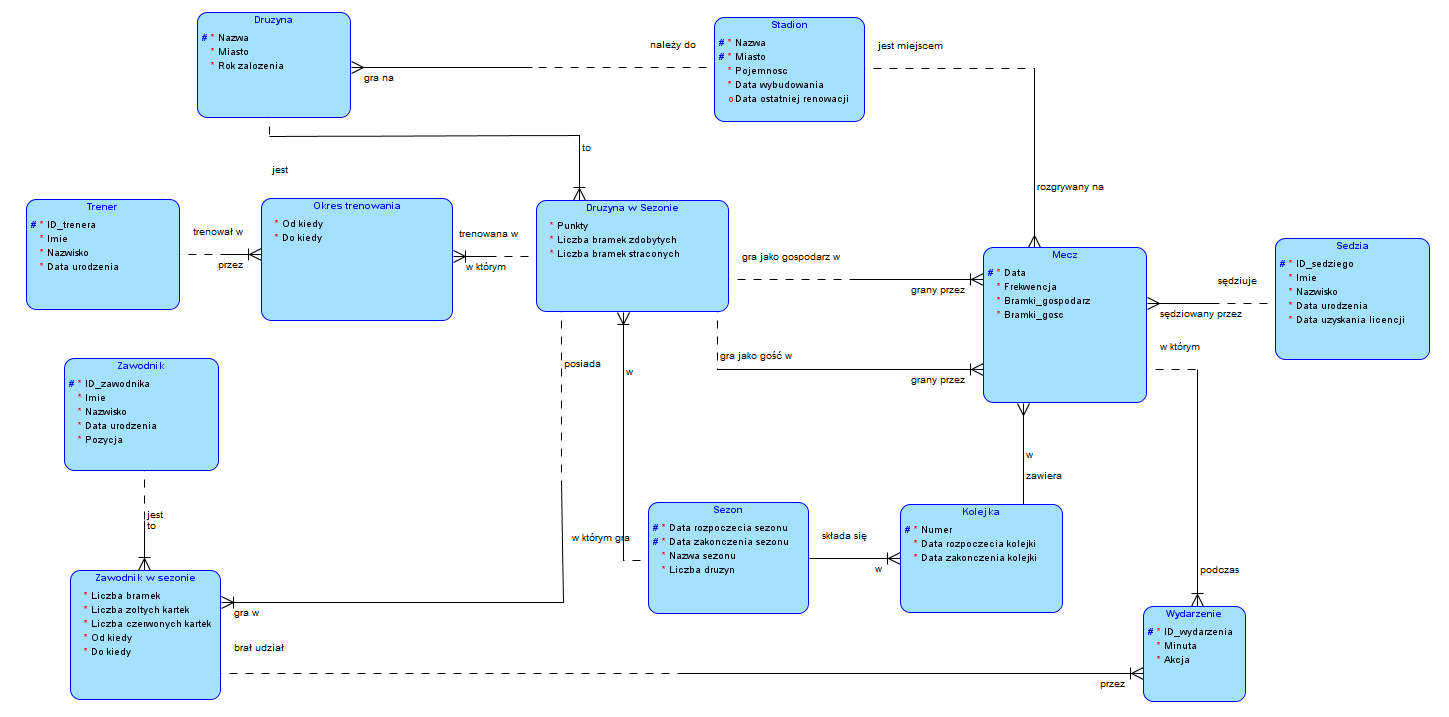 Druzyna
# * Nazwa
* Miasto
* Rok zalozenia
gra na
należy do
Stadion
# * Nazwa
# * Miasto
* Pojemnosc
* Data wybudowania
o Data ostatniej renowacji
jest miejscem
rozgrywany na
jest
to
Trener
# * ID_trenera
* Imie
* Nazwisko
* Data urodzenia
trenował w
przez
Okres trenowania
* Od kiedy
* Do kiedy
trenowana w
w którym
Druzyna w Sezonie
* Punkty
* Liczba bramek zdobytych
* Liczba bramek straconych
gra jako gospodarz w
grany przez
gra jako gość w
grany przez
Mecz
# * Data
* Frekwencja
* Bramki_gospodarz
* Bramki_gosc
sędziuje
sędziowany przez
Sedzia
# * ID_sedziego
* Imie
* Nazwisko
* Data urodzenia
* Data uzyskania licencji
w którym
podczas
posiada
w
w
zawiera
Zawodnik
# * ID_zawodnika
* Imie
* Nazwisko
* Data urodzenia
* Pozycja
jest
to
w którym gra
gra w
Sezon
# * Data rozpoczecia sezonu
# * Data zakonczenia sezonu
* Nazwa sezonu
* Liczba druzyn
składa się
w
Kolejka
# * Numer
* Data rozpoczecia kolejki
* Data zakonczenia kolejki
Zawodnik w sezonie
* Liczba bramek
* Liczba zoltych kartek
* Liczba czerwonych kartek
* Od kiedy
* Do kiedy
brał udział
przez
Wydarzenie
# * ID_wydarzenia
* Minuta
* Akcja